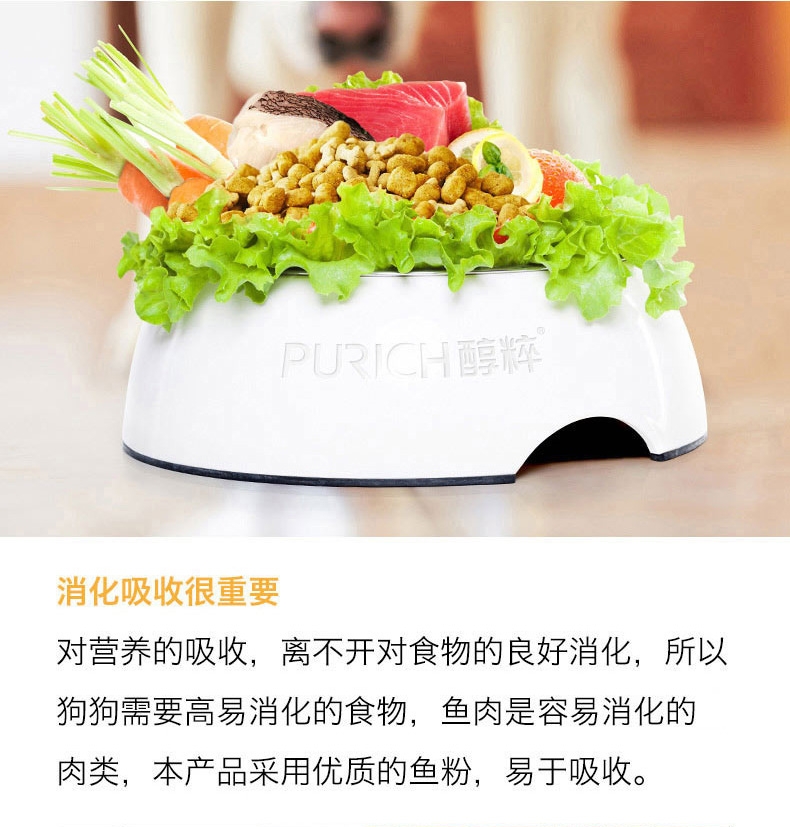 PURICH醇粹®
消化吸收很重要
对营养的吸收，离不开对食物的良好消化，所以
狗狗需要高易消化的食物，鱼肉是容易消化的
肉类，本产品采用优质的鱼粉，易于吸收。